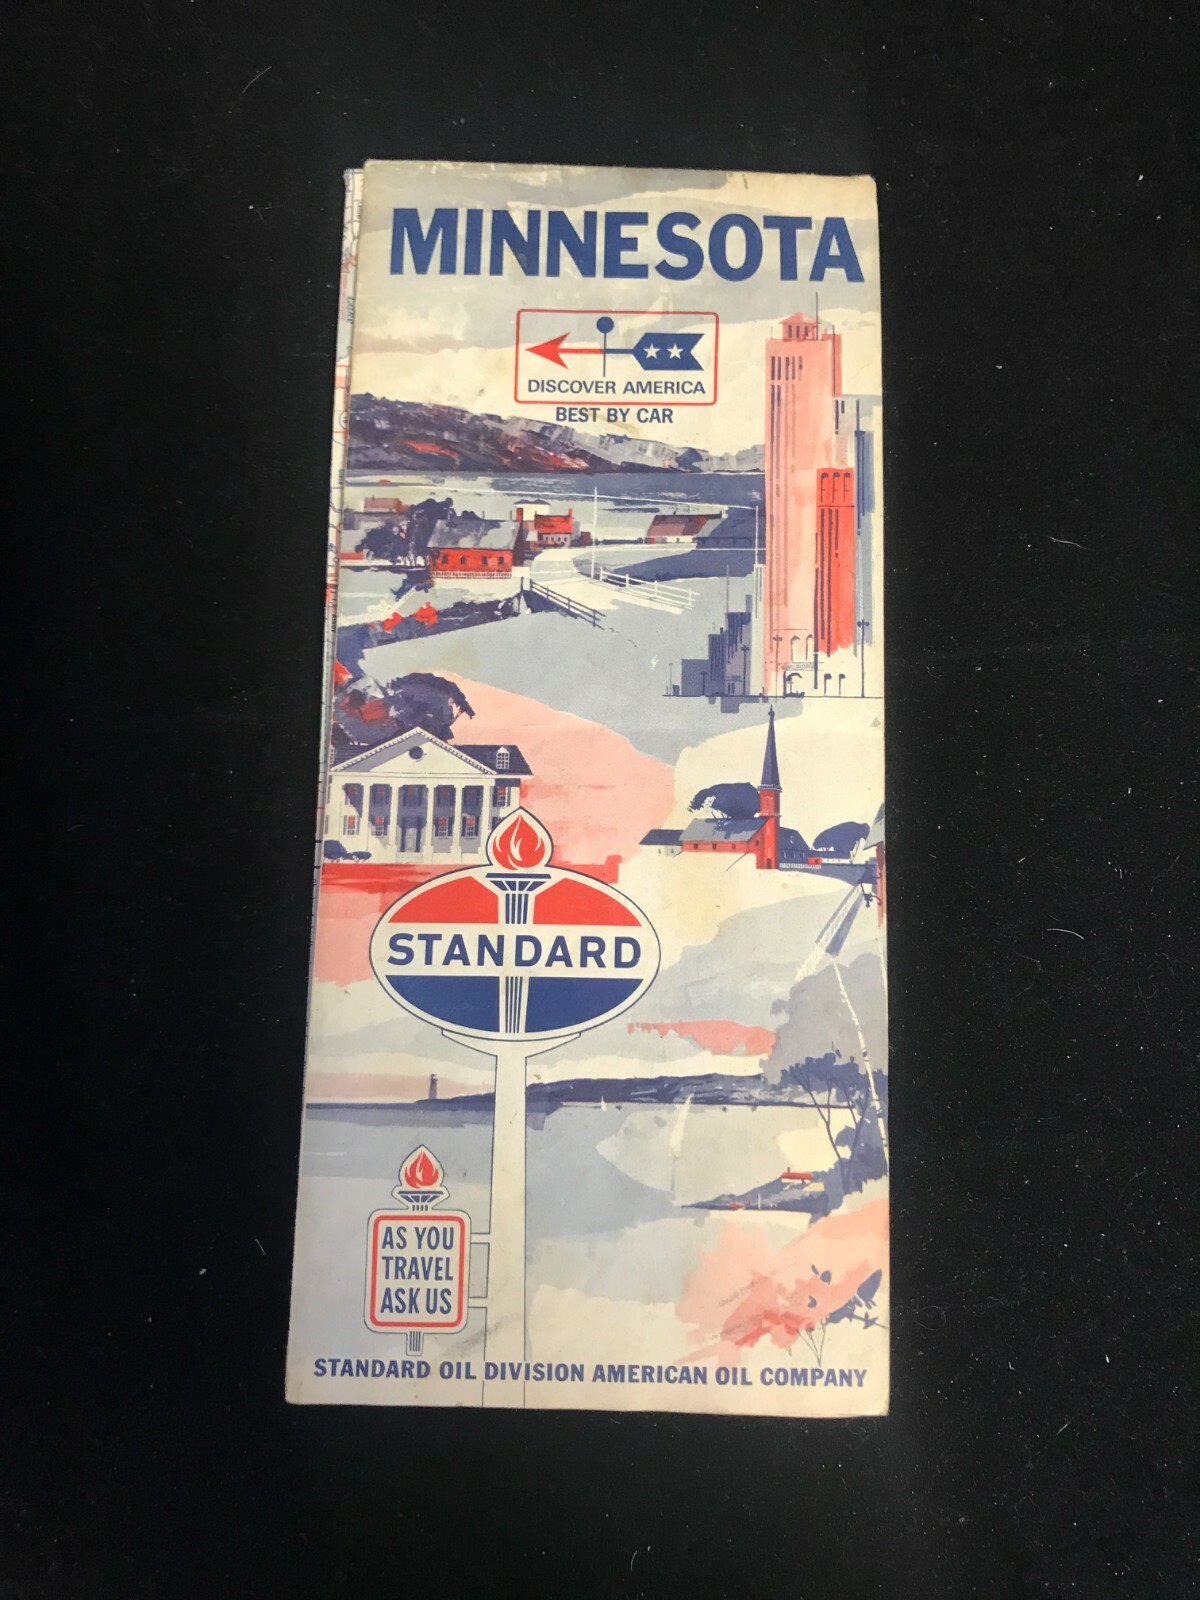 MINNESOTA
DISCOVER AMERICA
BEST BY CAR
STANDARD
AS YOU
TRAVEL
ASK US
STANDARD OIL DIVISION AMERICAN OIL COMPANY